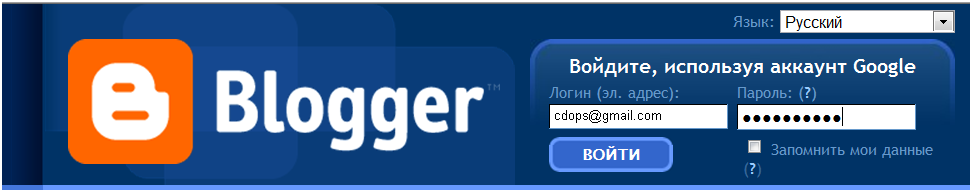 Язык: Русский
Blogger™
Войдите, используя аккаунт Google
Логин (эл. адрес): Пароль: (?)
cdops@gmail.com ●●●●●●●●●●
ВОЙТИ
Запомнить мои данные
(?)